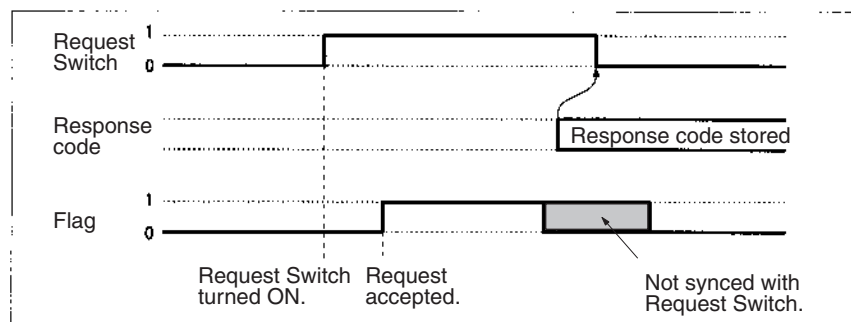 Request
Switch
1
0
Response
code
Response code stored
Flag
1
0
Request Switch
turned ON.
Request
accepted.
Not synced with
Request Switch.